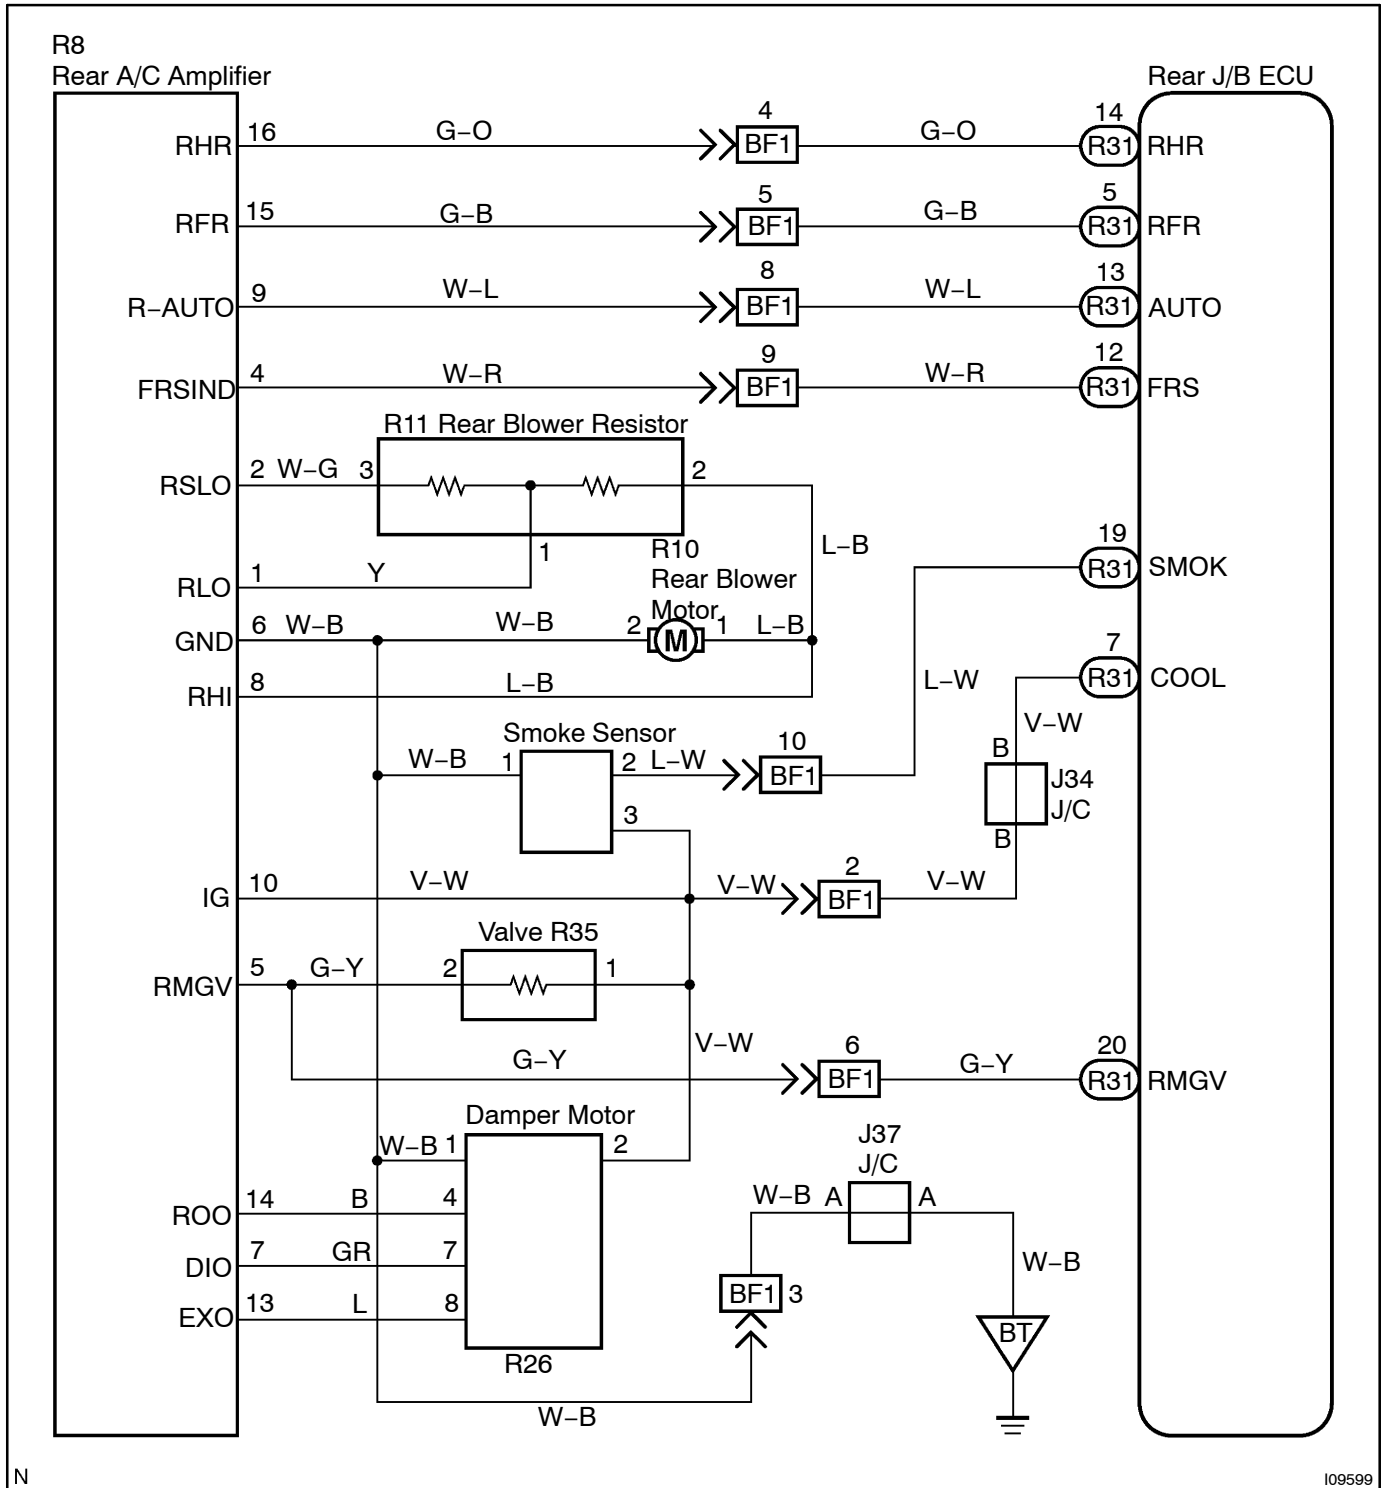 R8
Rear A/C Amplifier
Rear J/B ECU
RHR 16 G−O 4 BF1 G−O 14 R31 RHR
RFR 15 G−B 5 BF1 G−B 5 R31 RFR
R−AUTO 9 W−L 8 BF1 W−L 13 R31 AUTO
FRSIND 4 W−R 9 BF1 W−R 12 R31 FRS
R11 Rear Blower Resistor
RSLO 2 W−G 3 2
L−B
1
RLO 1 Y
R10
Rear Blower
Motor
19 R31 SMOK
GND 6 W−B W−B 2 M 1 L−B
RHI 8 L−B
L−W
7 R31 COOL
V−W
Smoke Sensor
W−B 1 2 L−W 10 BF1
3
B
J34
J/C
B
IG 10 V−W V−W 2 BF1 V−W
Valve R35
RMGV 5 G−Y 2 1
V−W
G−Y 6 BF1 G−Y 20 R31 RMGV
Damper Motor
W−B 1 2
J37
J/C
W−B A A
ROO 14 B 4
DIO 7 GR 7
W−B
BF1 3
EXO 13 L 8
BT
R26
W−B
N
I09599